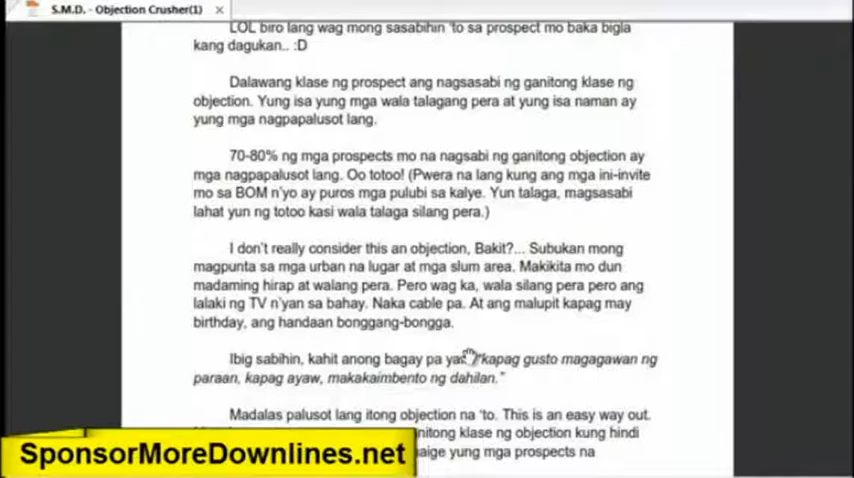 S.M.D. - Objection Crusher(1)
LOL biro lang wag mong sasabihin 'to sa prospect mo baka bigla
kang dagukan.. :D
Dalawang klase ng prospect ang nagsasabi ng ganitong klase ng
objection. Yung isa yung mga wala talagang pera at yung isa naman ay
yung mga nagpapalusot lang.
70-80% ng mga prospects mo na nagsabi ng ganitong objection ay
mga nagpapalusot lang. Oo totoo! (Pwera na lang kung ang mga ini-invite
mo sa BOM n'yo ay puros mga pulubi sa kalye. Yun talaga, magsasabi
lahat yun ng totoo kasi wala talaga silang pera.)
I don't really consider this an objection, Bakit?... Subukan mong
magpunta sa mga urban na lugar at mga slum area. Makikita mo dun
madaming hirap at walang pera. Pero wag ka, wala silang pera pero ang
lalaki ng TV n'yan sa bahay. Naka cable pa. At ang malupit kapag may
birthday, ang handaan bonggang-bongga.
Ibig sabihin, kahit anong bagay pa "kapag gusto magagawan ng
paraan, kapag ayaw, makakaimbento ng dahilan."
Madalas palusot lang itong objection na 'to. This is an easy way out.
klase ng objection kung hindi
yung mga prospects na
SponsorMoreDownlines.net